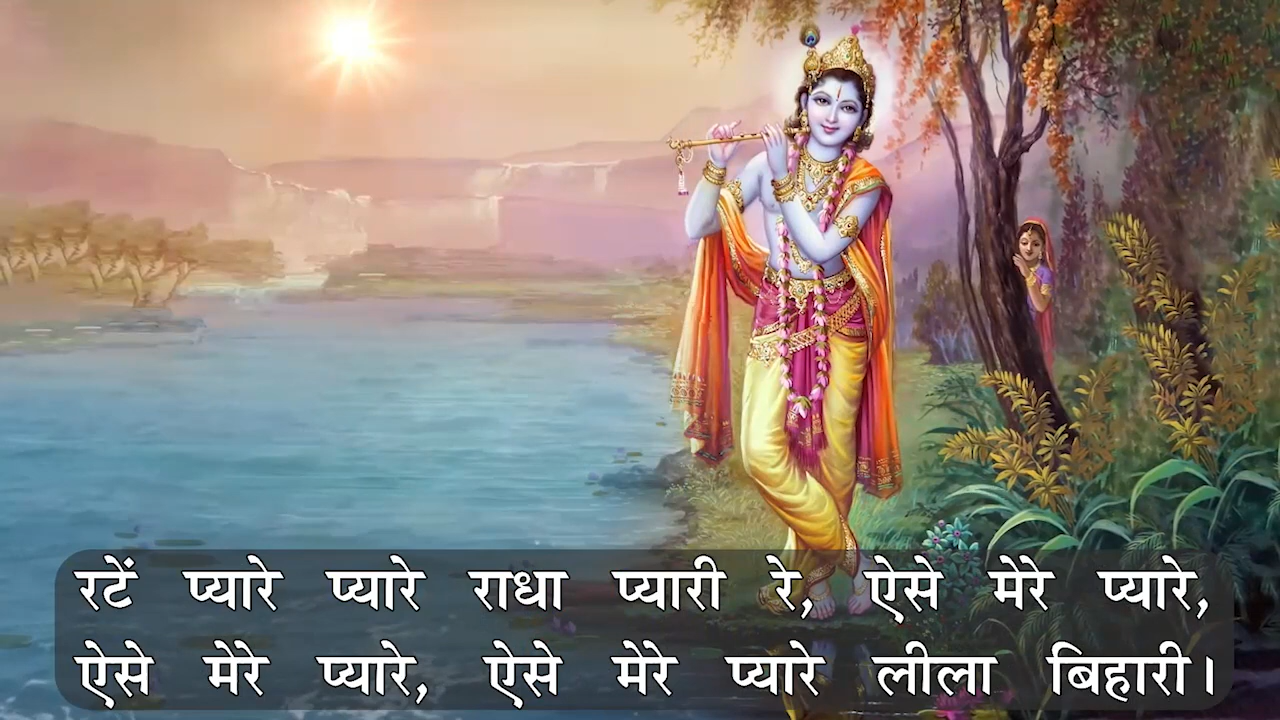 रटें प्यारे प्यारे राधा प्यारी रे, ऐसे मेरे प्यारे,
ऐसे मेरे प्यारे, ऐसे मेरे प्यारे लीला बिहारी।